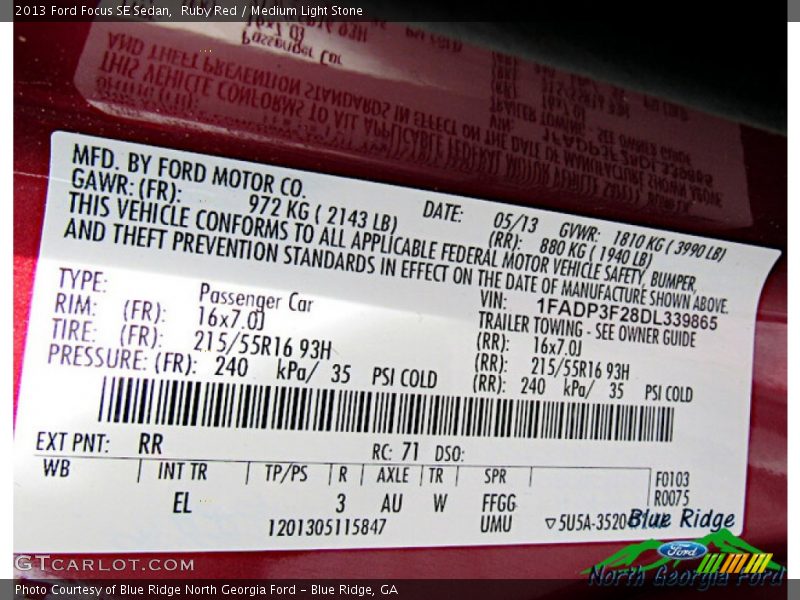 2013 Ford Focus SE Sedan,  Ruby Red / Medium Light Stone
MFD. BY FORD MOTOR CO.
DATE: 05/13 GVWR: 1810 KG ( 3990 LB)
GAWR: (FR): 972 KG ( 2143 LB) (RR): 880 KG ( 1940 LB)
THIS VEHICLE CONFORMS TO ALL APPLICABLE FEDERAL MOTOR VEHICLE SAFETY, BUMPER,
AND THEFT PREVENTION STANDARDS IN EFFECT ON THE DATE OF MANUFACTURE SHOWN ABOVE.
VIN: 1FADP3F28DL339865
TYPE: Passenger Car TRAILER TOWING - SEE OWNER GUIDE
RIM: (FR): 16x7.0J (RR): 16x7.0J
TIRE: (FR): 215/55R16 93H (RR): 215/55R16 93H
PRESSURE: (FR): 240 kPa/ 35 PSI COLD (RR): 240 kPa/ 35 PSI COLD
EXT PNT: RR RC: 71 DSO:
WB INT TR TP/PS R AXLE TR SPR F0103
R0075
EL 3 AU W FFGG
1201305115847 UMU ▽5U5A-3520
Blue Ridge
Ford
North Georgia Ford
GTCARLOT.COM
Photo Courtesy of Blue Ridge North Georgia Ford – Blue Ridge, GA